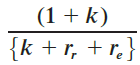 (1 + k)
{k + r_r + r_e}